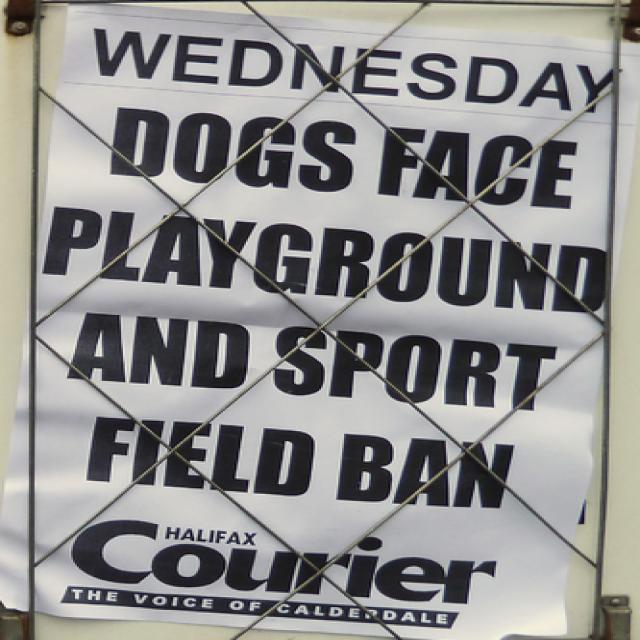 WEDNESDAY
DOGS FACE
PLAYGROUND
AND SPORT
FIELD BAN
HALIFAX
Courier
THE VOICE OF CALDERDALE